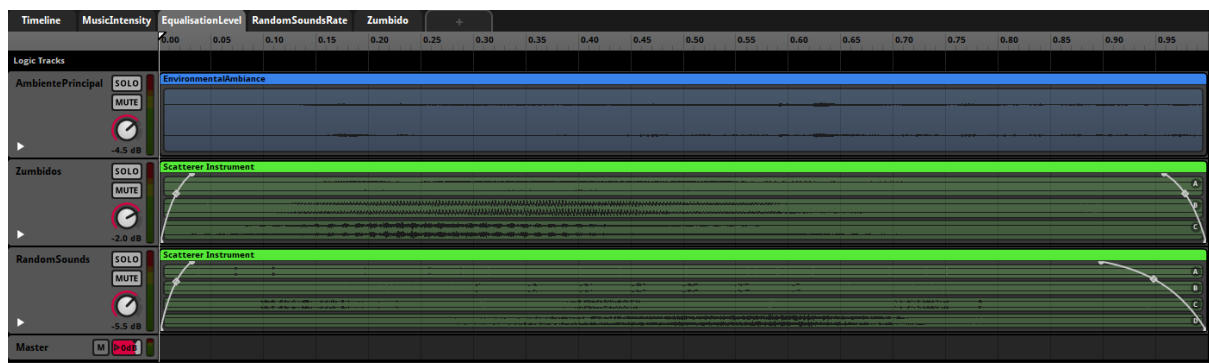 Timeline MusicIntensity EqualisationLevel RandomSoundsRate Zumbido +
0.00 0.05 0.10 0.15 0.20 0.25 0.30 0.35 0.40 0.45 0.50 0.55 0.60 0.65 0.70 0.75 0.80 0.85 0.90 0.95
Logic Tracks
AmbientePrincipal SOLO EnvironmentalAmbiance
MUTE
-4.5 dB
Zumbidos SOLO Scatterer Instrument
MUTE A
B
-2.0 dB C
RandomSounds SOLO Scatterer Instrument
MUTE A
B
C
-5.5 dB D
Master M 0dB